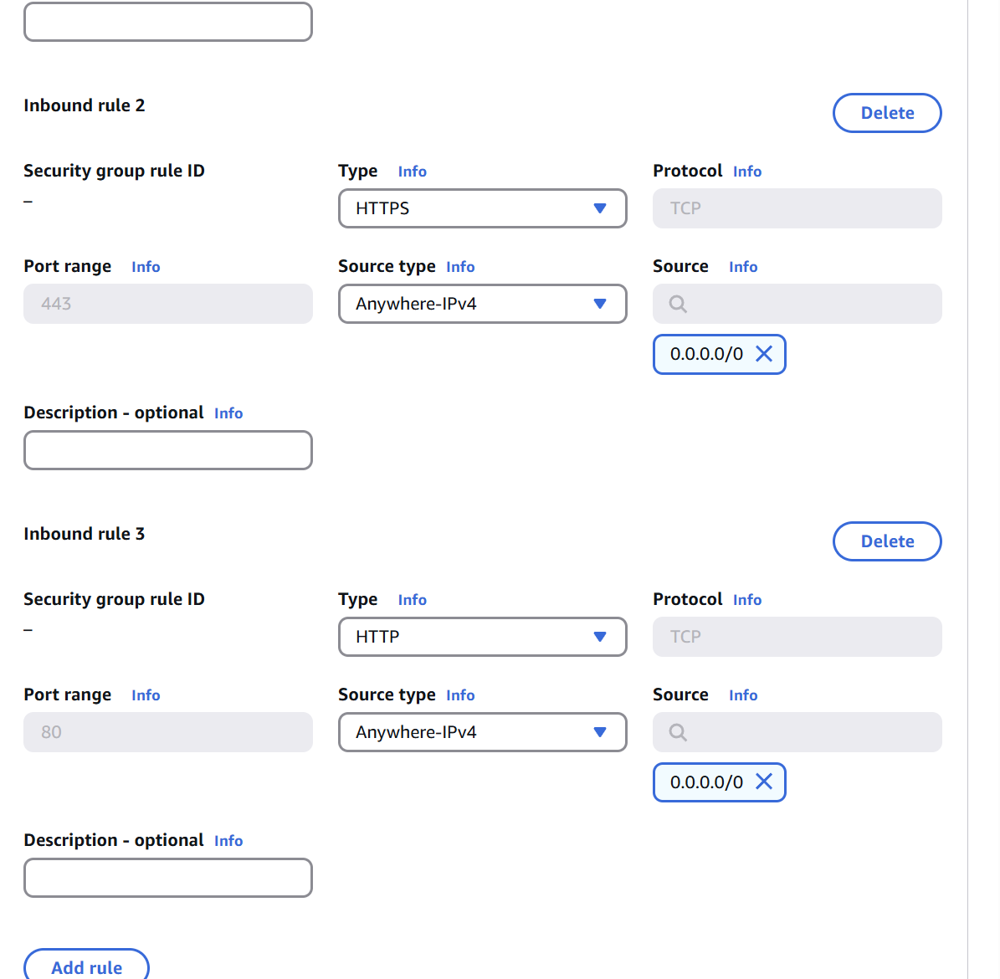 Inbound rule 2
Delete
Security group rule ID
Type Info
Protocol Info
–
HTTPS
TCP
Port range Info
Source type Info
Source Info
443
Anywhere-IPv4
0.0.0.0/0
Description - optional Info
Inbound rule 3
Delete
Security group rule ID
Type Info
Protocol Info
–
HTTP
TCP
Port range Info
Source type Info
Source Info
80
Anywhere-IPv4
0.0.0.0/0
Description - optional Info
Add rule